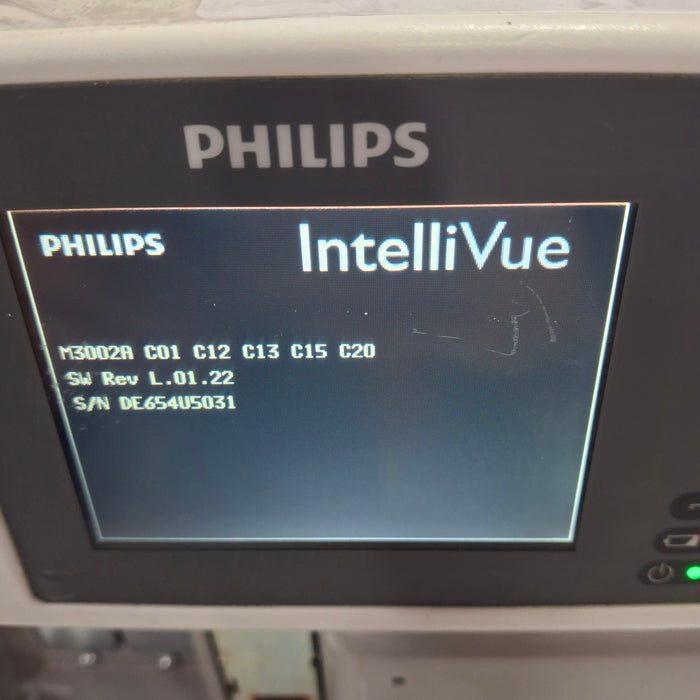 PHILIPS
PHILIPS IntelliVue
M3002A C01 C12 C13 C15 C20
SW Rev L.01.22
S/N DE654U5031